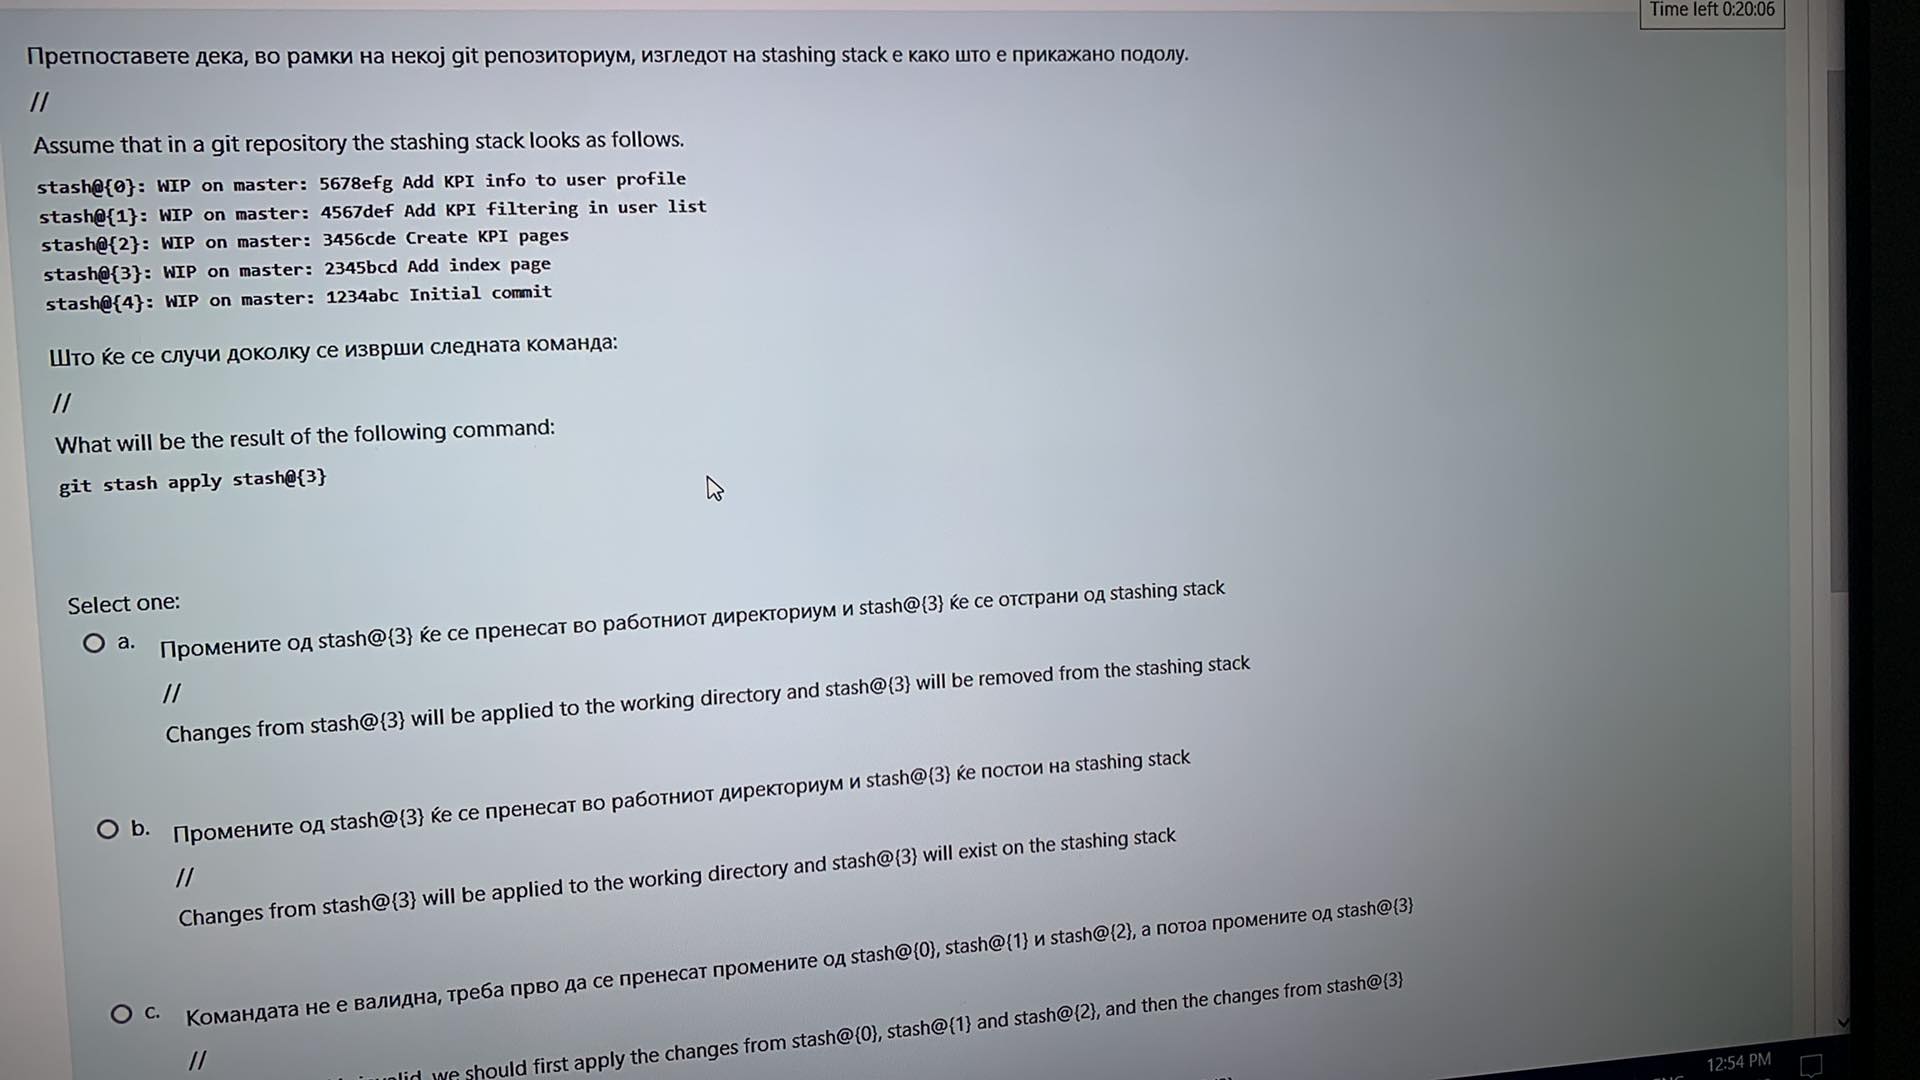 Time left 0:20:06
Претпоставете дека, во рамки на некој git репозиториум, изгледот на stashing stack е како што е прикажано подолу.
//
Assume that in a git repository the stashing stack looks as follows.
stash@{0}: WIP on master: 5678efg Add KPI info to user profile
stash@{1}: WIP on master: 4567def Add KPI filtering in user list
stash@{2}: WIP on master: 3456cde Create KPI pages
stash@{3}: WIP on master: 2345bcd Add index page
stash@{4}: WIP on master: 1234abc Initial commit
Што ќе се случи доколку се изврши следната команда:
//
What will be the result of the following command:
git stash apply stash@{3}
Select one:
a. Промените од stash@{3} ќе се пренесат во работниот директориум и stash@{3} ќе се отстрани од stashing stack
//
Changes from stash@{3} will be applied to the working directory and stash@{3} will be removed from the stashing stack
b. Промените од stash@{3} ќе се пренесат во работниот директориум и stash@{3} ќе постои на stashing stack
//
Changes from stash@{3} will be applied to the working directory and stash@{3} will exist on the stashing stack
c. Командата не е валидна, треба прво да се пренесат промените од stash@{0}, stash@{1} и stash@{2}, а потоа промените од stash@{3}
//
we should first apply the changes from stash@{0}, stash@{1} and stash@{2}, and then the changes from stash@{3}
12:54 PM